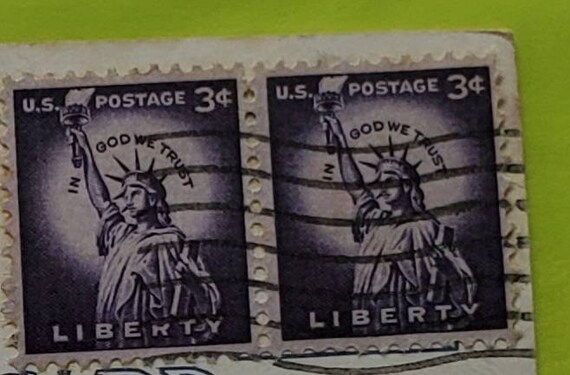 U.S. POSTAGE 3¢
IN GOD WE TRUST
LIBERTY
U.S. POSTAGE 3¢
IN GOD WE TRUST
LIBERTY